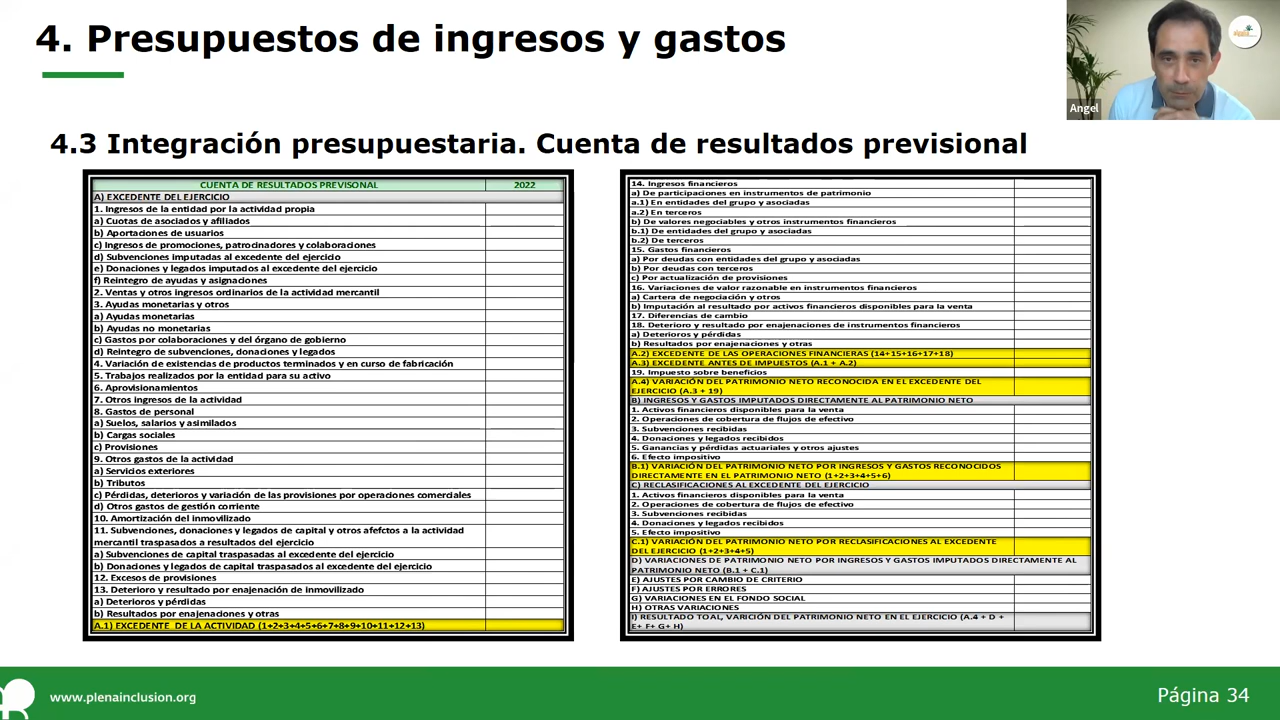 4. Presupuestos de ingresos y gastos
Angel
4.3 Integración presupuestaria. Cuenta de resultados previsional
CUENTA DE RESULTADOS PREVISONAL 2022
A) EXCEDENTE DEL EJERCICIO
1. Ingresos de la entidad por la actividad propia
a) Cuotas de asociados y afiliados
b) Aportaciones de usuarios
c) Ingresos de promociones, patrocinadores y colaboraciones
d) Subvenciones imputadas al excedente del ejercicio
e) Donaciones y legados imputados al excedente del ejercicio
f) Reintegro de ayudas y asignaciones
2. Ventas y otros ingresos ordinarios de la actividad mercantil
3. Ayudas monetarias y otros
a) Ayudas monetarias
b) Ayudas no monetarias
c) Gastos por colaboraciones y del órgano de gobierno
d) Reintegro de subvenciones, donaciones y legados
4. Variación de existencias de productos terminados y en curso de fabricación
5. Trabajos realizados por la entidad para su activo
6. Aprovisionamientos
7. Otros ingresos de la actividad
8. Gastos de personal
a) Suelos, salarios y asimilados
b) Cargas sociales
c) Provisiones
9. Otros gastos de la actividad
a) Servicios exteriores
b) Tributos
c) Pérdidas, deterioros y variación de las provisiones por operaciones comerciales
d) Otros gastos de gestión corriente
10. Amortización del inmovilizado
11. Subvenciones, donaciones y legados de capital y otros afefctos a la actividad
mercantil traspasados a resultados del ejercicio
a) Subvenciones de capital traspasadas al excedente del ejercicio
b) Donaciones y legados de capital traspasados al excedente del ejercicio
12. Excesos de provisiones
13. Deterioro y resultado por enajenación de inmovilizado
a) Deterioros y pérdidas
b) Resultados por enajenaciones y otras
A.1) EXCEDENTE DE LA ACTIVIDAD (1+2+3+4+5+6+7+8+9+10+11+12+13)
14. Ingresos financieros
a) De participaciones en instrumentos de patrimonio
a.1) En entidades del grupo y asociadas
a.2) En terceros
b) De valores negociables y otros instrumentos financieros
b.1) De entidades del grupo y asociadas
b.2) De terceros
15. Gastos financieros
a) Por deudas con entidades del grupo y asociadas
b) Por deudas con terceros
c) Por actualización de provisiones
16. Variaciones de valor razonable en instrumentos financieros
a) Cartera de negociación y otros
b) Imputación al resultado por activos financieros disponibles para la venta
17. Diferencias de cambio
18. Deterioro y resultado por enajenaciones de instrumentos financieros
a) Deterioros y pérdidas
b) Resultados por enajenaciones y otras
A.2) EXCEDENTE DE LAS OPERACIONES FINANCIERAS (14+15+16+17+18)
A.3) EXCEDENTE ANTES DE IMPUESTOS (A.1 + A.2)
19. Impuesto sobre beneficios
A.4) VARIACIÓN DEL PATRIMONIO NETO RECONOCIDA EN EL EXCEDENTE DEL
EJERCICIO (A.3 + 19)
B) INGRESOS Y GASTOS IMPUTADOS DIRECTAMENTE AL PATRIMONIO NETO
1. Activos financieros disponibles para la venta
2. Operaciones de cobertura de flujos de efectivo
3. Subvenciones recibidas
4. Donaciones y legados recibidos
5. Ganancias y pérdidas actuariales y otros ajustes
6. Efecto impositivo
B.1) VARIACIÓN DEL PATRIMONIO NETO POR INGRESOS Y GASTOS RECONOCIDOS
DIRECTAMENTE EN EL PATRIMONIO NETO (1+2+3+4+5+6)
C) RECLASIFICACIONES AL EXCEDENTE DEL EJERCICIO
1. Activos financieros disponibles para la venta
2. Operaciones de cobertura de flujos de efectivo
3. Subvenciones recibidas
4. Donaciones y legados recibidos
5. Efecto impositivo
C.1) VARIACIÓN DEL PATRIMONIO NETO POR RECLASIFICACIONES AL EXCEDENTE
DEL EJERCICIO (1+2+3+4+5)
D) VARIACIONES DE PATRIMONIO NETO POR INGRESOS Y GASTOS IMPUTADOS DIRECTAMENTE AL
PATRIMONIO NETO (B.1 + C.1)
E) AJUSTES POR CAMBIO DE CRITERIO
F) AJUSTES POR ERRORES
G) VARIACIONES EN EL FONDO SOCIAL
H) OTRAS VARIACIONES
I) RESULTADO TOAL, VARICIÓN DEL PATRIMONIO NETO EN EL EJERCICIO (A.4 + D +
E+ F+ G+ H)
www.plenainclusion.org
Página 34